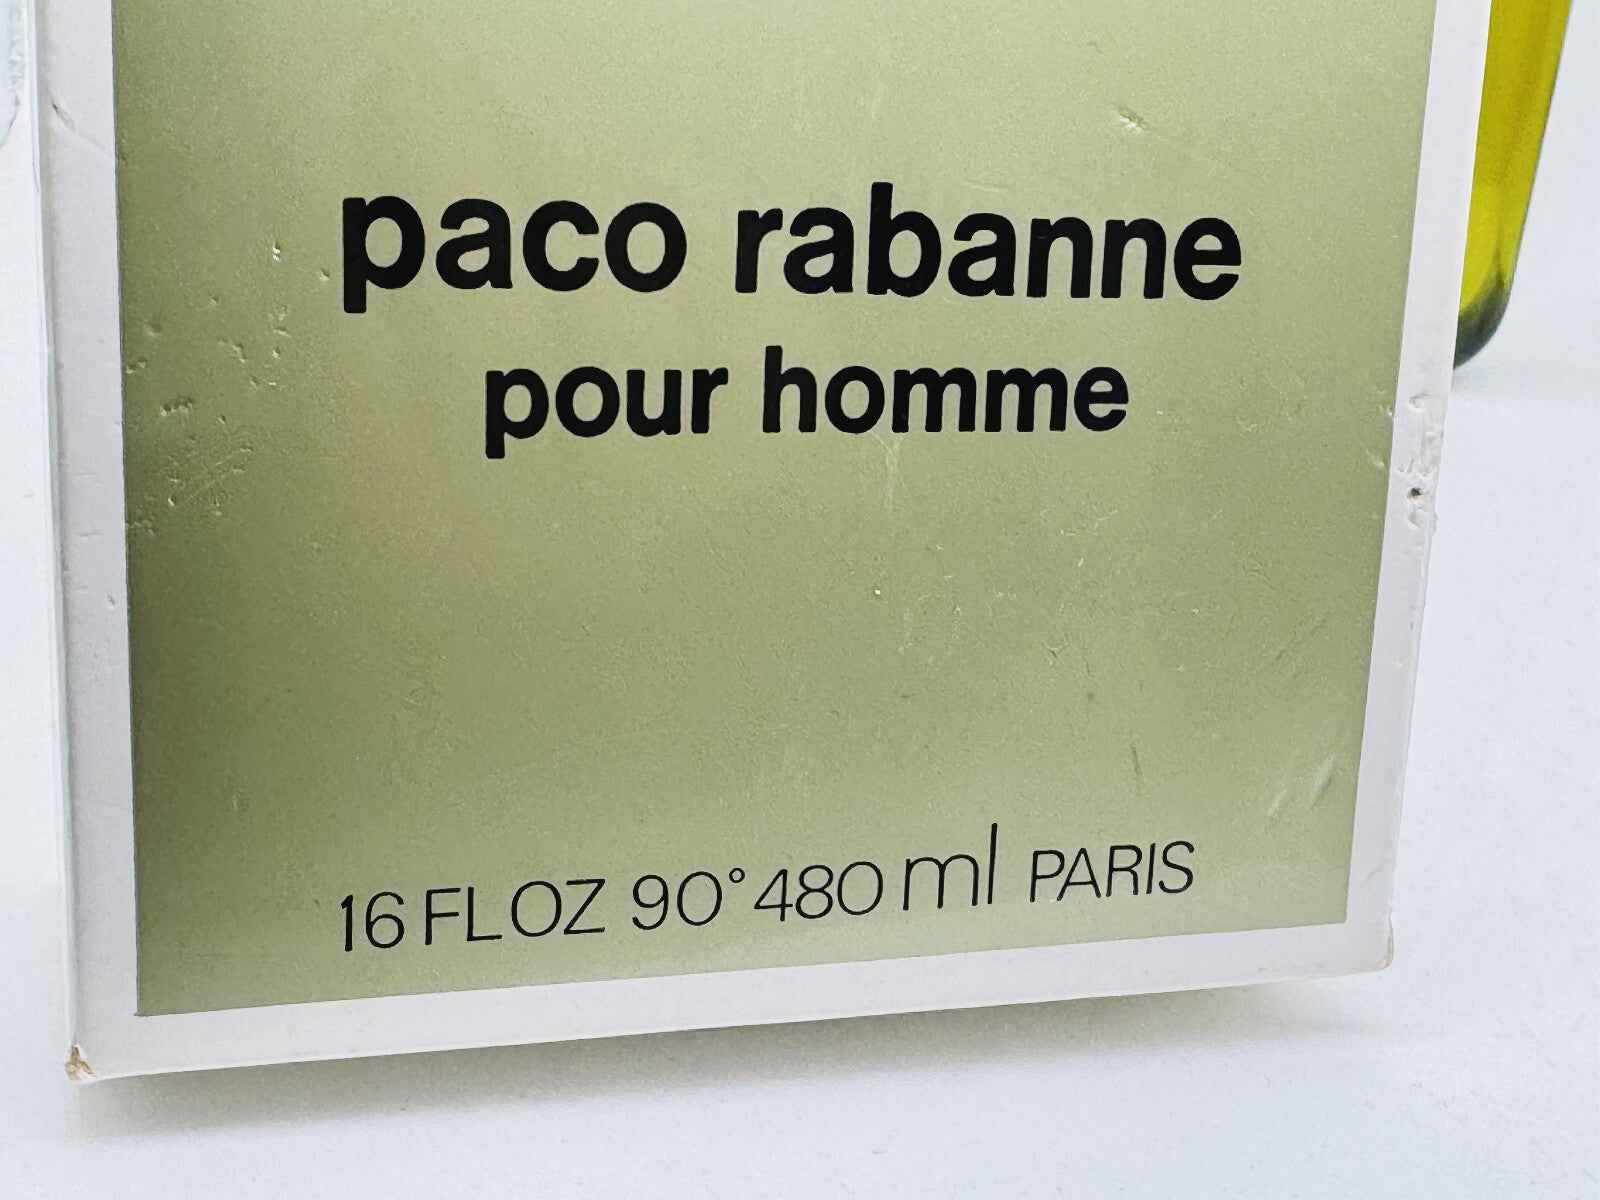 paco rabanne
pour homme
16 FL OZ 90° 480 ml PARIS